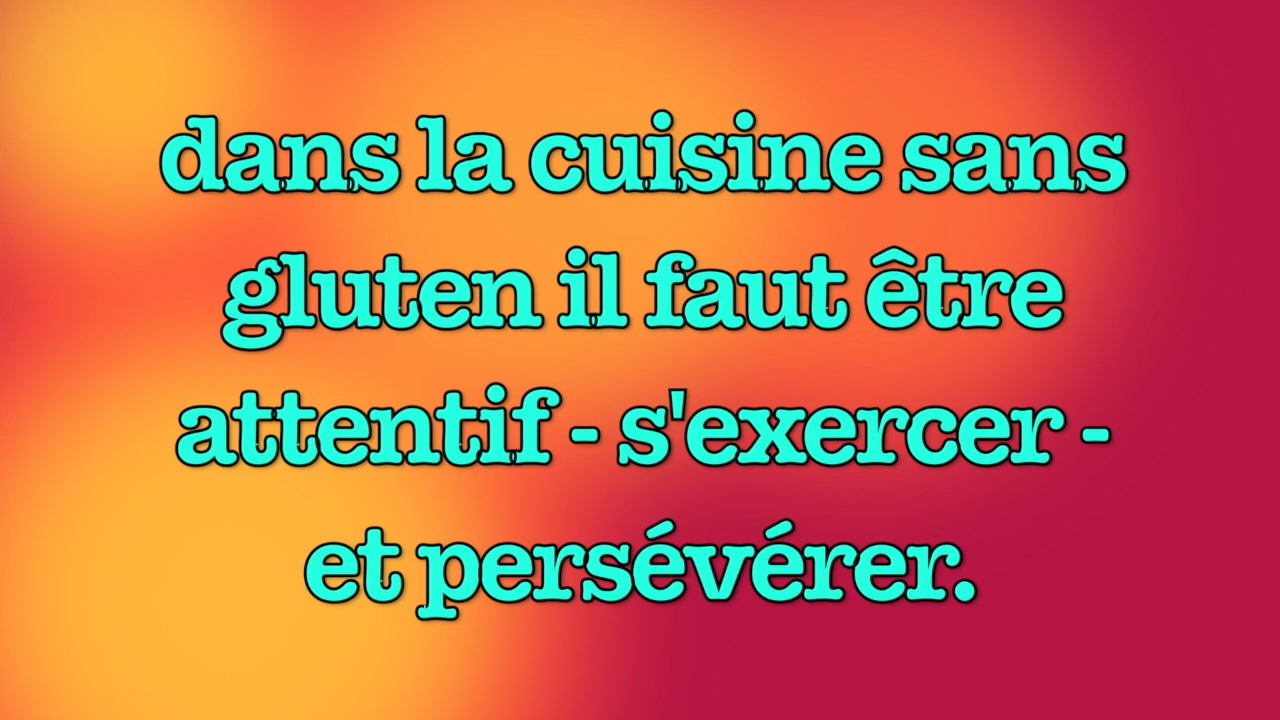 dans la cuisine sans
gluten il faut être
attentif - s'exercer -
et persévérer.